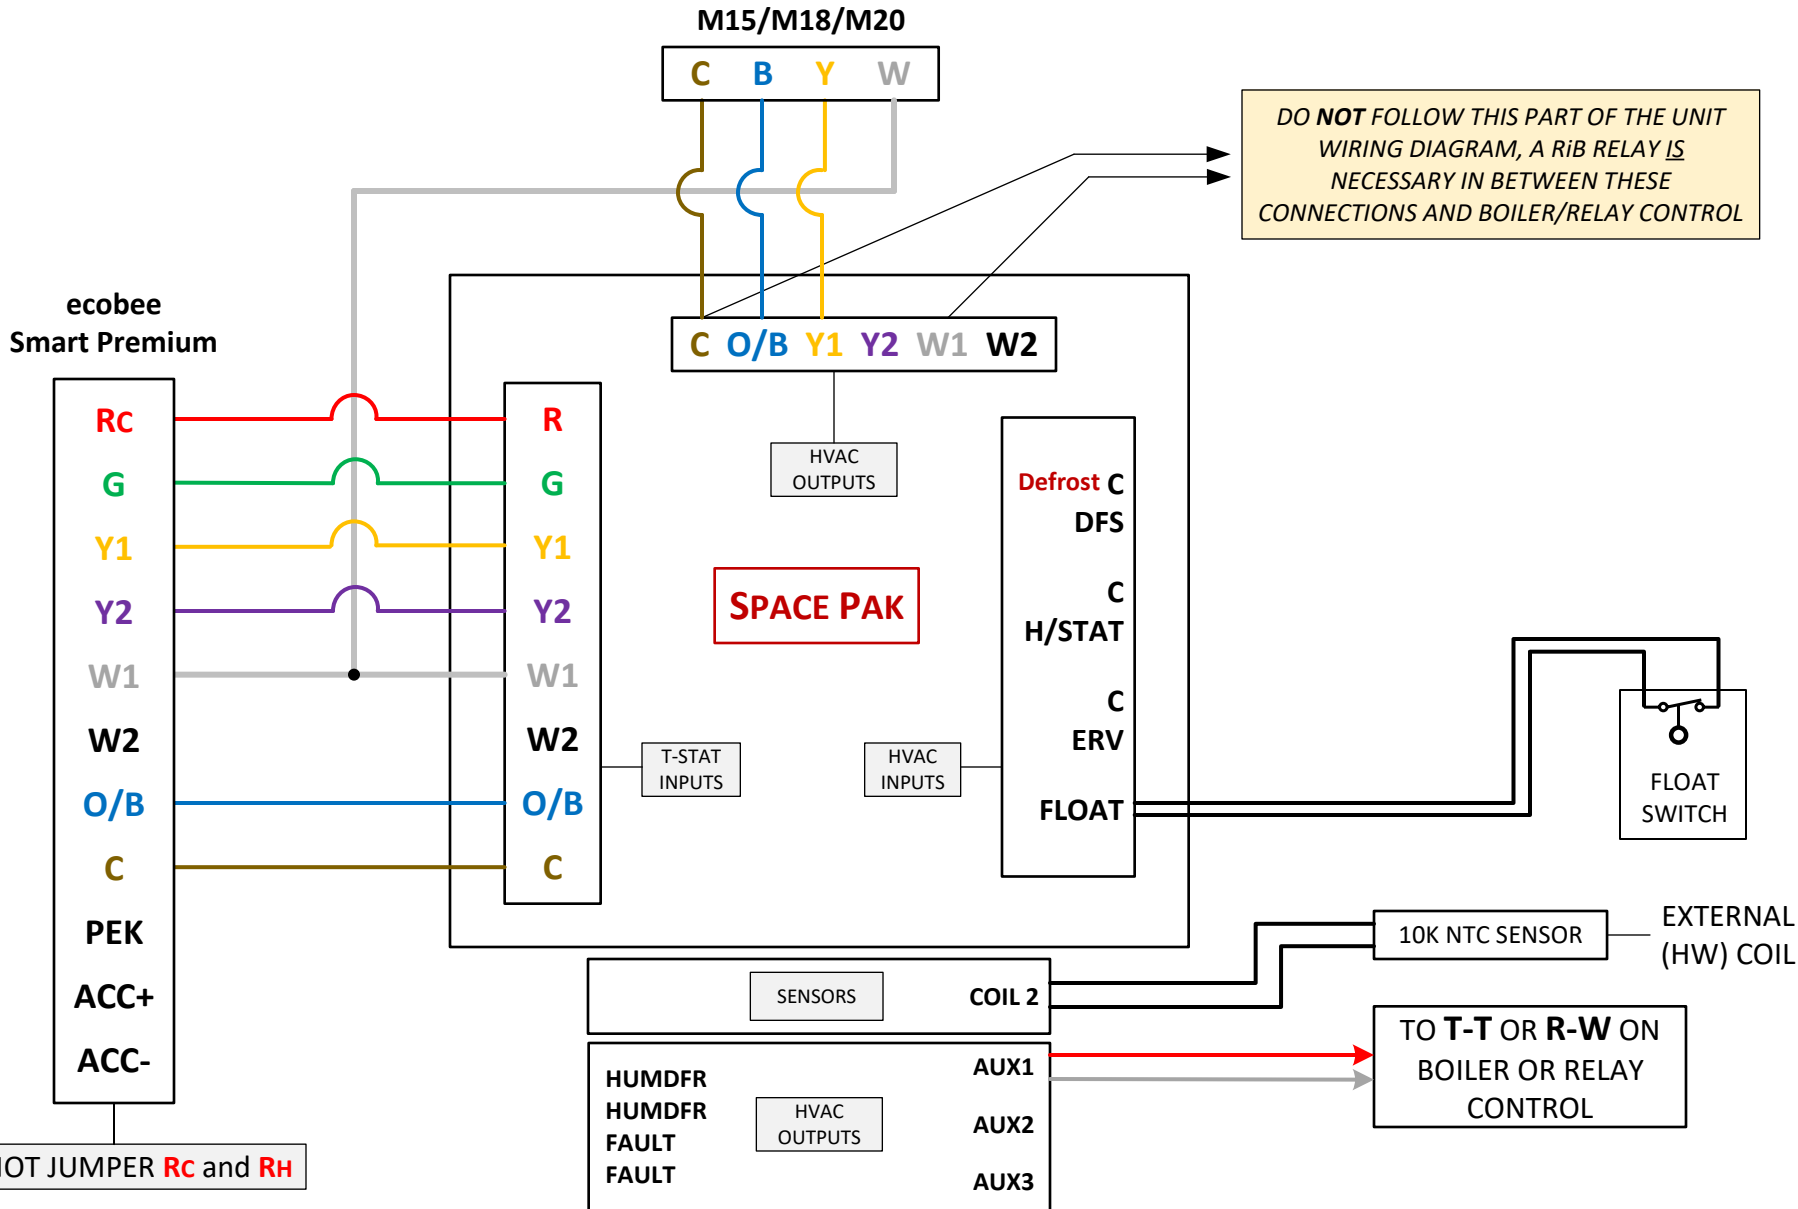 M15/M18/M20
C B Y W
DO NOT FOLLOW THIS PART OF THE UNIT
WIRING DIAGRAM, A RiB RELAY IS
NECESSARY IN BETWEEN THESE
CONNECTIONS AND BOILER/RELAY CONTROL
ecobee
Smart Premium
RC
G
Y1
Y2
W1
W2
O/B
C
PEK
ACC+
ACC-
NOT JUMPER RC and RH
R
G
Y1
Y2
W1
W2
O/B
C
T-STAT
INPUTS
C O/B Y1 Y2 W1 W2
HVAC
OUTPUTS
SPACE PAK
HVAC
INPUTS
Defrost C
DFS
C
H/STAT
C
ERV
FLOAT
FLOAT
SWITCH
SENSORS
COIL 2
10K NTC SENSOR
EXTERNAL
(HW) COIL
HUMDFR
HUMDFR
FAULT
FAULT
HVAC
OUTPUTS
AUX1
AUX2
AUX3
TO T-T OR R-W ON
BOILER OR RELAY
CONTROL